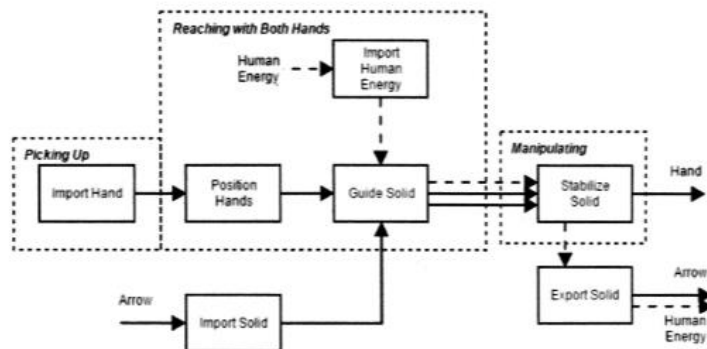 Reaching with Both Hands
Human
Energy
Import
Human
Energy
Picking Up
Manipulating
Import Hand
Position
Hands
Guide Solid
Stabilize
Solid
Hand
Arrow
Import Solid
Export Solid
Arrow
Human
Energy